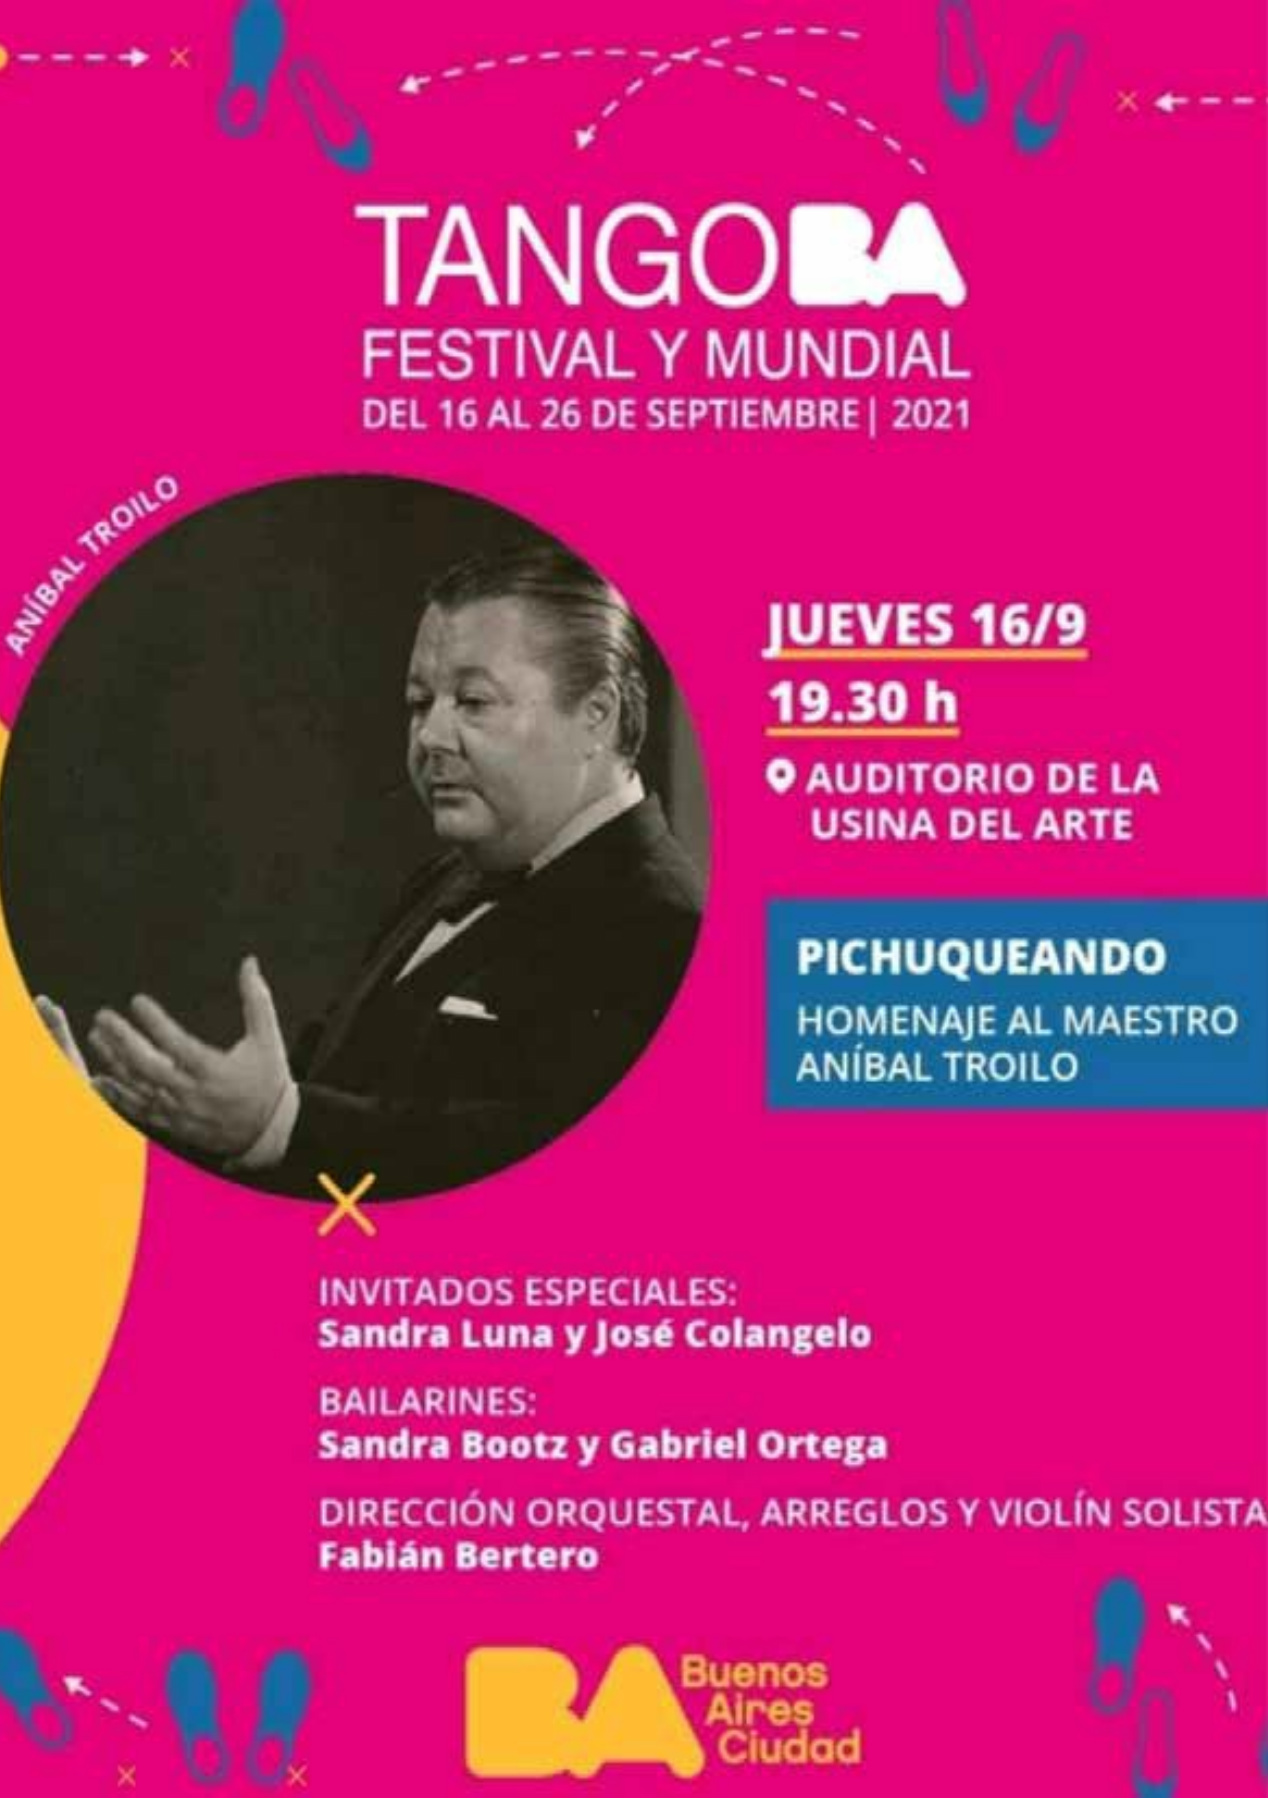 TANGOBA
FESTIVAL Y MUNDIAL
DEL 16 AL 26 DE SEPTIEMBRE | 2021
ANÍBAL TROILO
JUEVES 16/9
19.30 h
AUDITORIO DE LA
USINA DEL ARTE
PICHUQUEANDO
HOMENAJE AL MAESTRO
ANÍBAL TROILO
INVITADOS ESPECIALES:
Sandra Luna y José Colangelo
BAILARINES:
Sandra Bootz y Gabriel Ortega
DIRECCIÓN ORQUESTAL, ARREGLOS Y VIOLÍN SOLISTA
Fabián Bertero
BA
Buenos
Aires
Ciudad